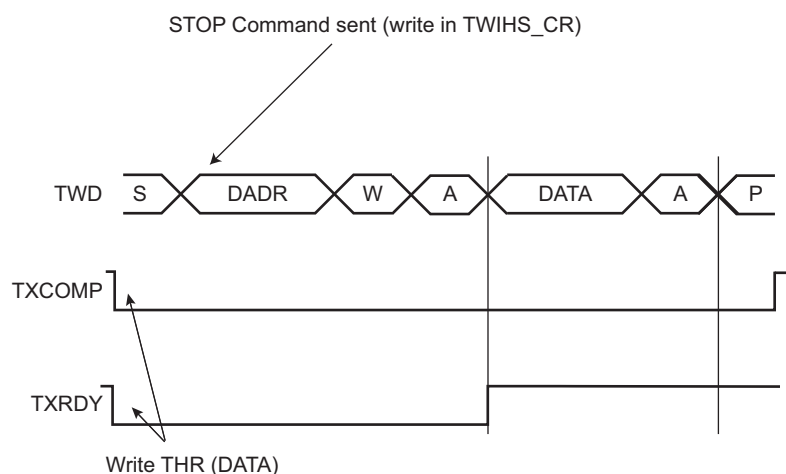 STOP Command sent (write in TWIHS_CR)
TWD S DADR W A DATA A P
TXCOMP
TXRDY
Write THR (DATA)